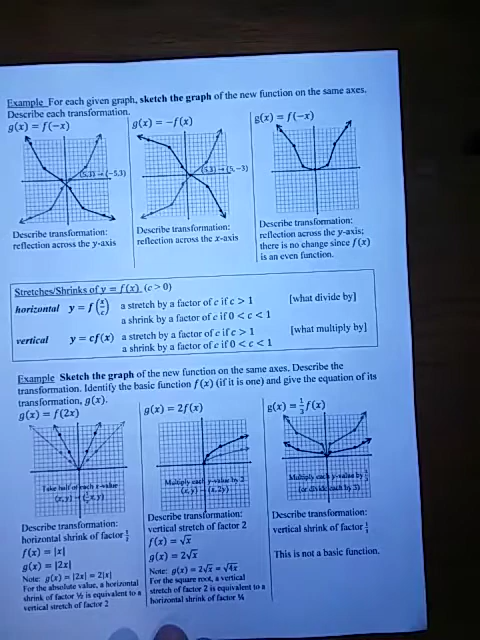 Example For each given graph, sketch the graph of the new function on the same axes.
Describe each transformation.
g(x) = f(−x)
g(x) = −f(x)
g(x) = f(−x)
(5,3) → (−5,3)
(5,3) → (5,−3)
Describe transformation:
reflection across the y-axis
Describe transformation:
reflection across the x-axis
Describe transformation:
reflection across the y-axis;
there is no change since f(x)
is an even function.
Stretches/Shrinks of y = f(x), (c > 0)
horizontal y = f(x/c) a stretch by a factor of c if c > 1 [what divide by]
a shrink by a factor of c if 0 < c < 1
vertical y = cf(x) a stretch by a factor of c if c > 1 [what multiply by]
a shrink by a factor of c if 0 < c < 1
Example Sketch the graph of the new function on the same axes. Describe the
transformation. Identify the basic function f(x) (if it is one) and give the equation of its
transformation, g(x).
g(x) = f(2x)
g(x) = 2f(x)
g(x) = 1/3 f(x)
Take half of each x-value
(x,y) → (½x,y)
Multiply each y-value by 2
(x,y) → (x,2y)
Multiply each y-value by 1/3
(or divide each by 3)
Describe transformation:
horizontal shrink of factor ½
f(x) = |x|
g(x) = |2x|
Note: g(x) = |2x| = 2|x|
For the absolute value, a horizontal
shrink of factor ½ is equivalent to a
vertical stretch of factor 2
Describe transformation:
vertical stretch of factor 2
f(x) = √x
g(x) = 2√x
Note: g(x) = 2√x = √4x
For the square root, a vertical
stretch of factor 2 is equivalent to a
horizontal shrink of factor ¼
Describe transformation:
vertical shrink of factor 1/3
This is not a basic function.